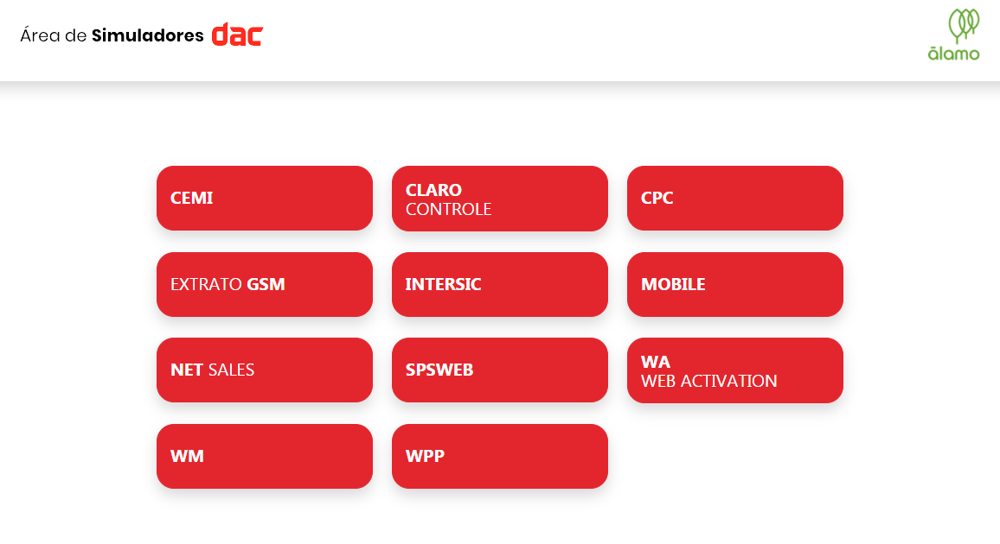 Área de Simuladores dac
ālamo
CEMI
CLARO
CONTROLE
CPC
EXTRATO GSM
INTERSIC
MOBILE
NET SALES
SPSWEB
WA
WEB ACTIVATION
WM
WPP